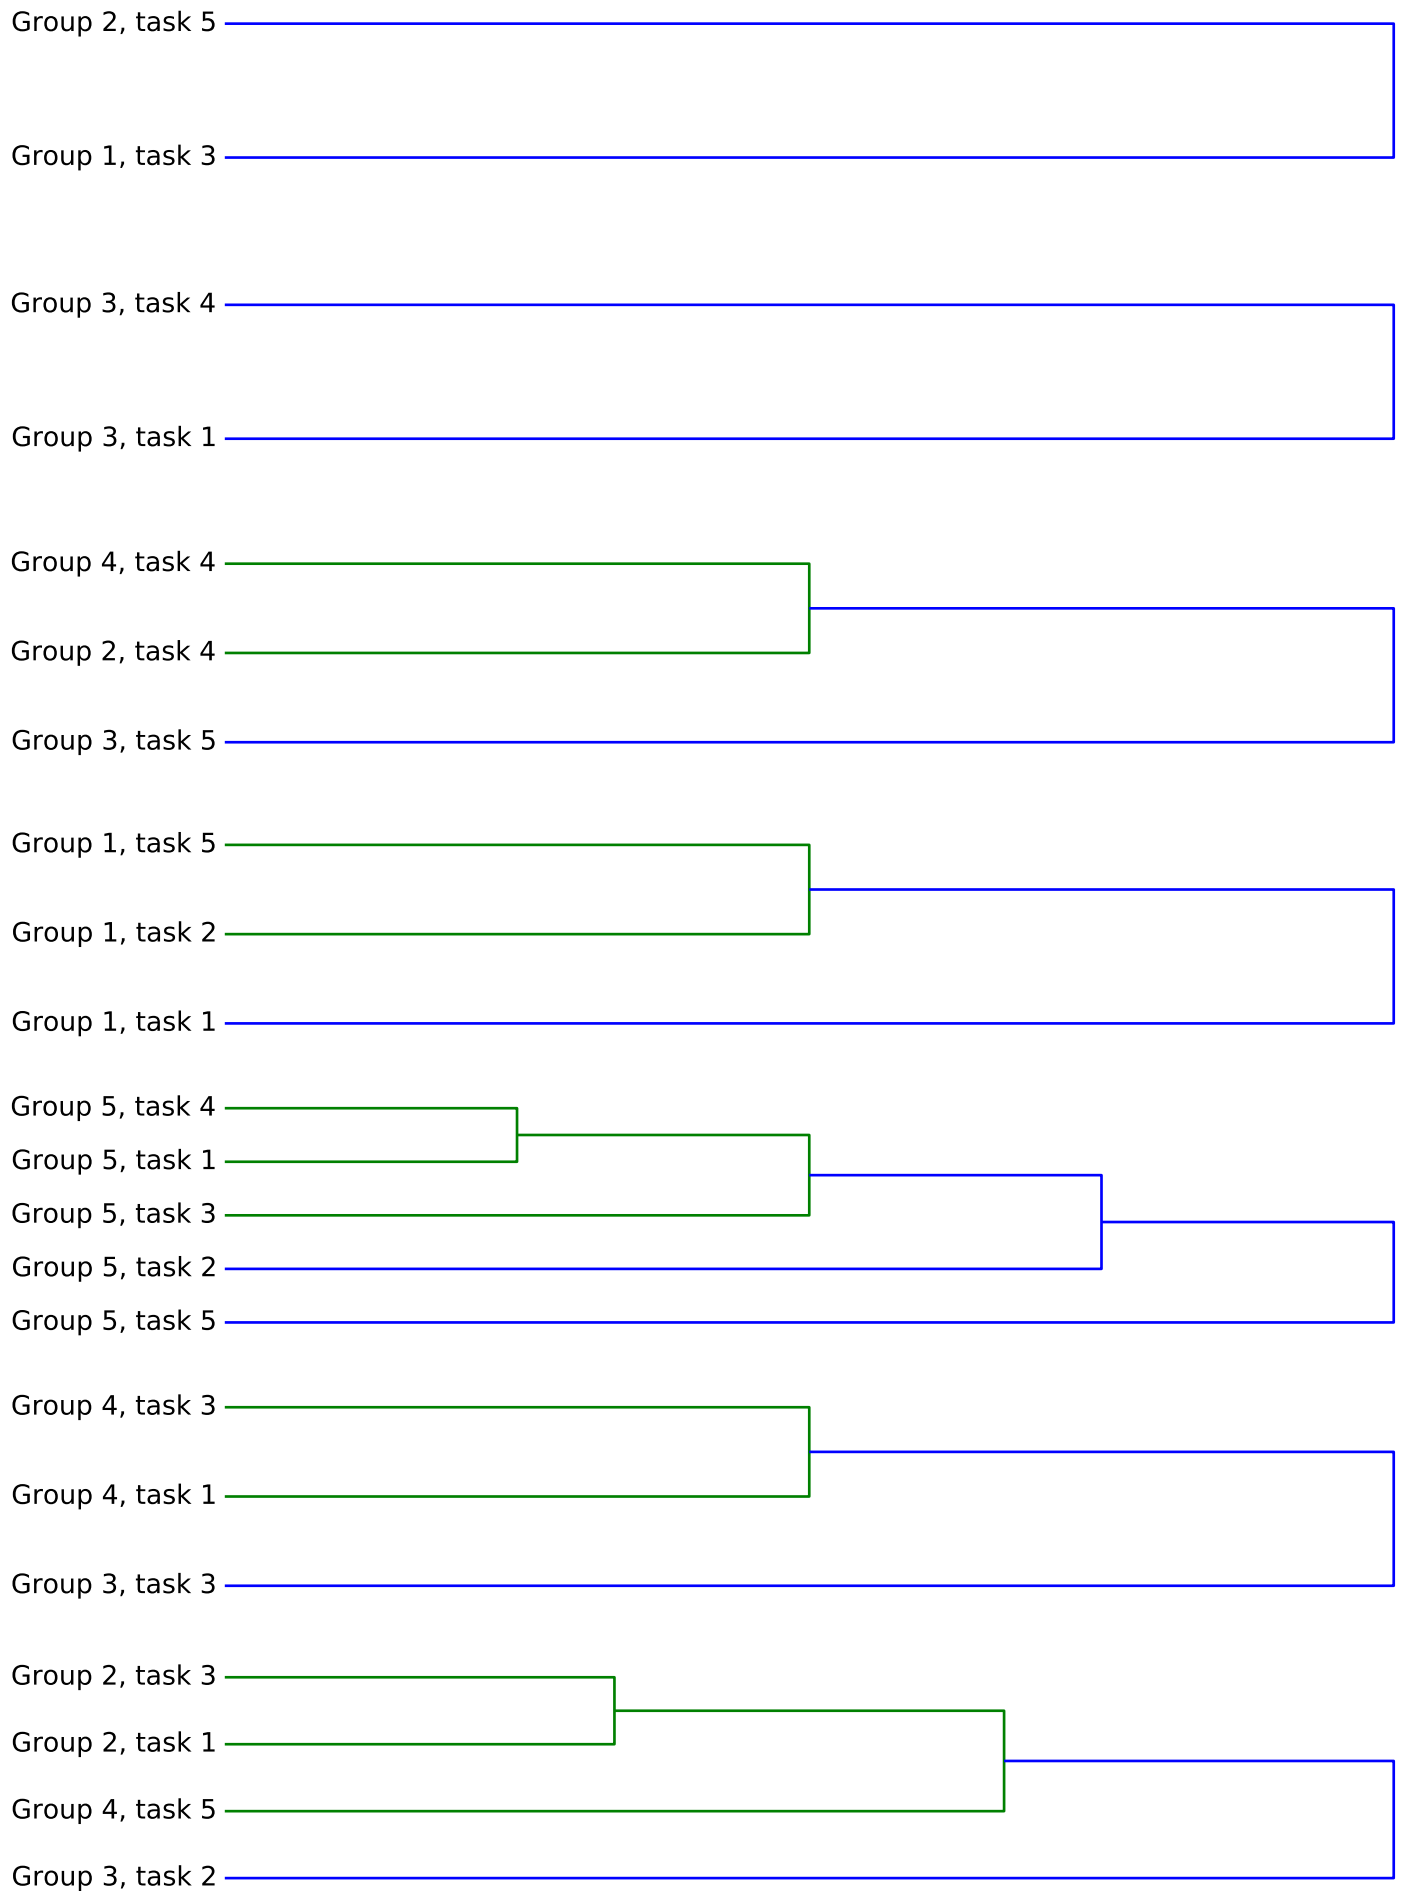 Group 2, task 5
Group 1, task 3
Group 3, task 4
Group 3, task 1
Group 4, task 4
Group 2, task 4
Group 3, task 5
Group 1, task 5
Group 1, task 2
Group 1, task 1
Group 5, task 4
Group 5, task 1
Group 5, task 3
Group 5, task 2
Group 5, task 5
Group 4, task 3
Group 4, task 1
Group 3, task 3
Group 2, task 3
Group 2, task 1
Group 4, task 5
Group 3, task 2